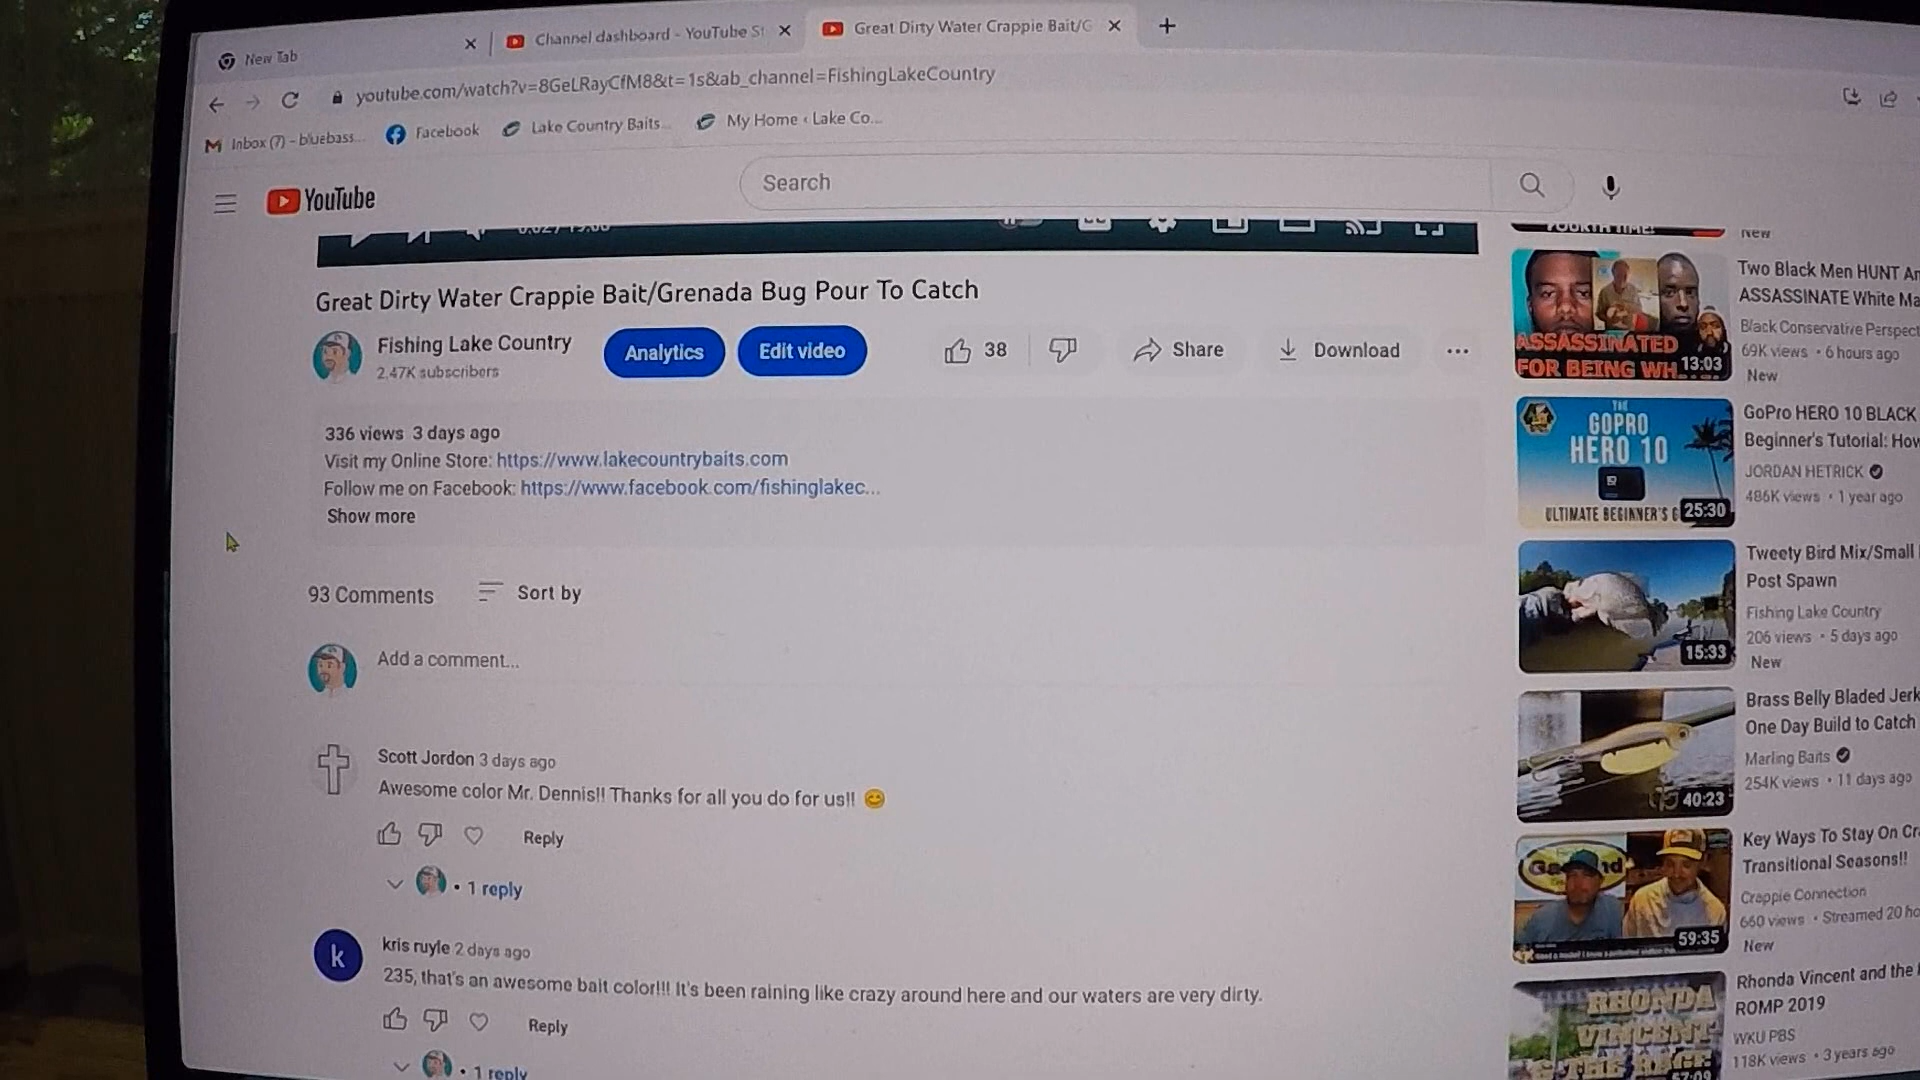 New Tab
Channel dashboard - YouTube St
Great Dirty Water Crappie Bait/G
youtube.com/watch?v=8GeLRayCfM8&t=1s&ab_channel=FishingLakeCountry
Inbox (7) - bluebass...
Facebook
Lake Country Baits...
My Home ‹ Lake Co...
YouTube
Search
Great Dirty Water Crappie Bait/Grenada Bug Pour To Catch
Fishing Lake Country
2.47K subscribers
Analytics
Edit video
38
Share
Download
336 views 3 days ago
Visit my Online Store: https://www.lakecountrybaits.com
Follow me on Facebook: https://www.facebook.com/fishinglakec...
Show more
93 Comments
Sort by
Add a comment...
Scott Jordon 3 days ago
Awesome color Mr. Dennis!! Thanks for all you do for us!! 😊
Reply
• 1 reply
k
kris ruyle 2 days ago
235, that's an awesome bait color!!! It's been raining like crazy around here and our waters are very dirty.
Reply
• 1 reply
FOURTH TIME!
New
ASSASSINATED
FOR BEING WH
13:03
Two Black Men HUNT An
ASSASSINATE White Ma
Black Conservative Perspect
69K views • 6 hours ago
New
THE
GOPRO
HERO 10
ULTIMATE BEGINNER'S G
25:30
GoPro HERO 10 BLACK
Beginner's Tutorial: How
JORDAN HETRICK
486K views • 1 year ago
15:33
Tweety Bird Mix/Small
Post Spawn
Fishing Lake Country
206 views • 5 days ago
New
40:23
Brass Belly Bladed Jerk
One Day Build to Catch
Marling Baits
254K views • 11 days ago
59:35
Key Ways To Stay On Cr
Transitional Seasons!!
Crappie Connection
660 views • Streamed 20 ho
New
RHONDA
VINCENT
& THE RAGE
57:09
Rhonda Vincent and the
ROMP 2019
WKU PBS
118K views • 3 years ago